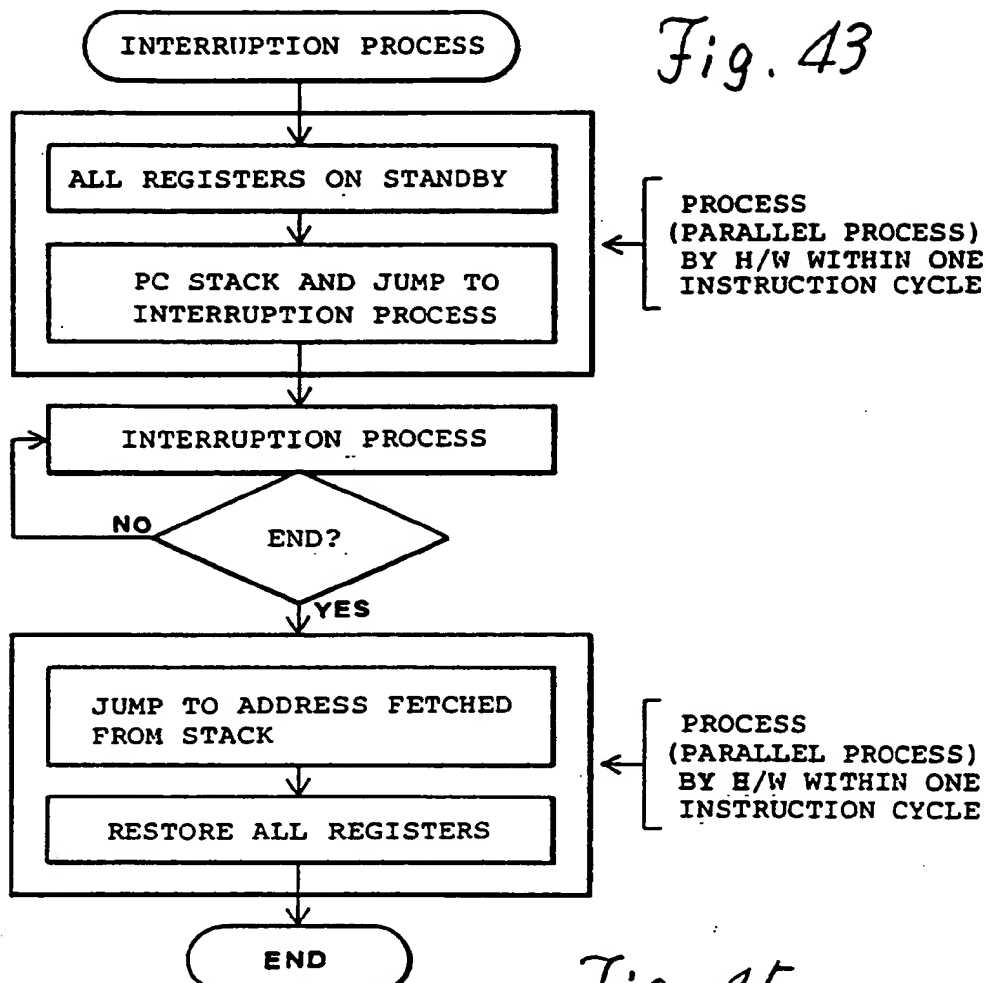 INTERRUPTION PROCESS
Fig. 43
ALL REGISTERS ON STANDBY
PC STACK AND JUMP TO
INTERRUPTION PROCESS
PROCESS
(PARALLEL PROCESS)
BY H/W WITHIN ONE
INSTRUCTION CYCLE
INTERRUPTION PROCESS
NO
END?
YES
JUMP TO ADDRESS FETCHED
FROM STACK
RESTORE ALL REGISTERS
PROCESS
(PARALLEL PROCESS)
BY H/W WITHIN ONE
INSTRUCTION CYCLE
END
Fig.